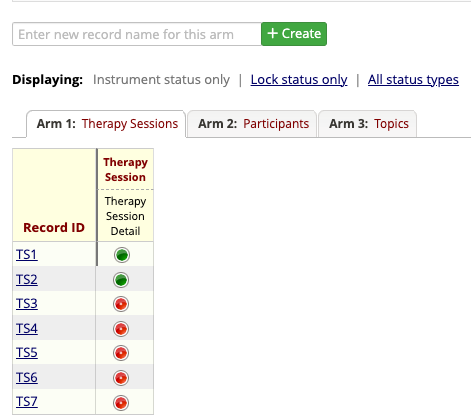 Enter new record name for this arm + Create
Displaying: Instrument status only | Lock status only | All status types
Arm 1: Therapy Sessions Arm 2: Participants Arm 3: Topics
Therapy
Session
Record ID
Therapy
Session
Detail
TS1
TS2
TS3
TS4
TS5
TS6
TS7